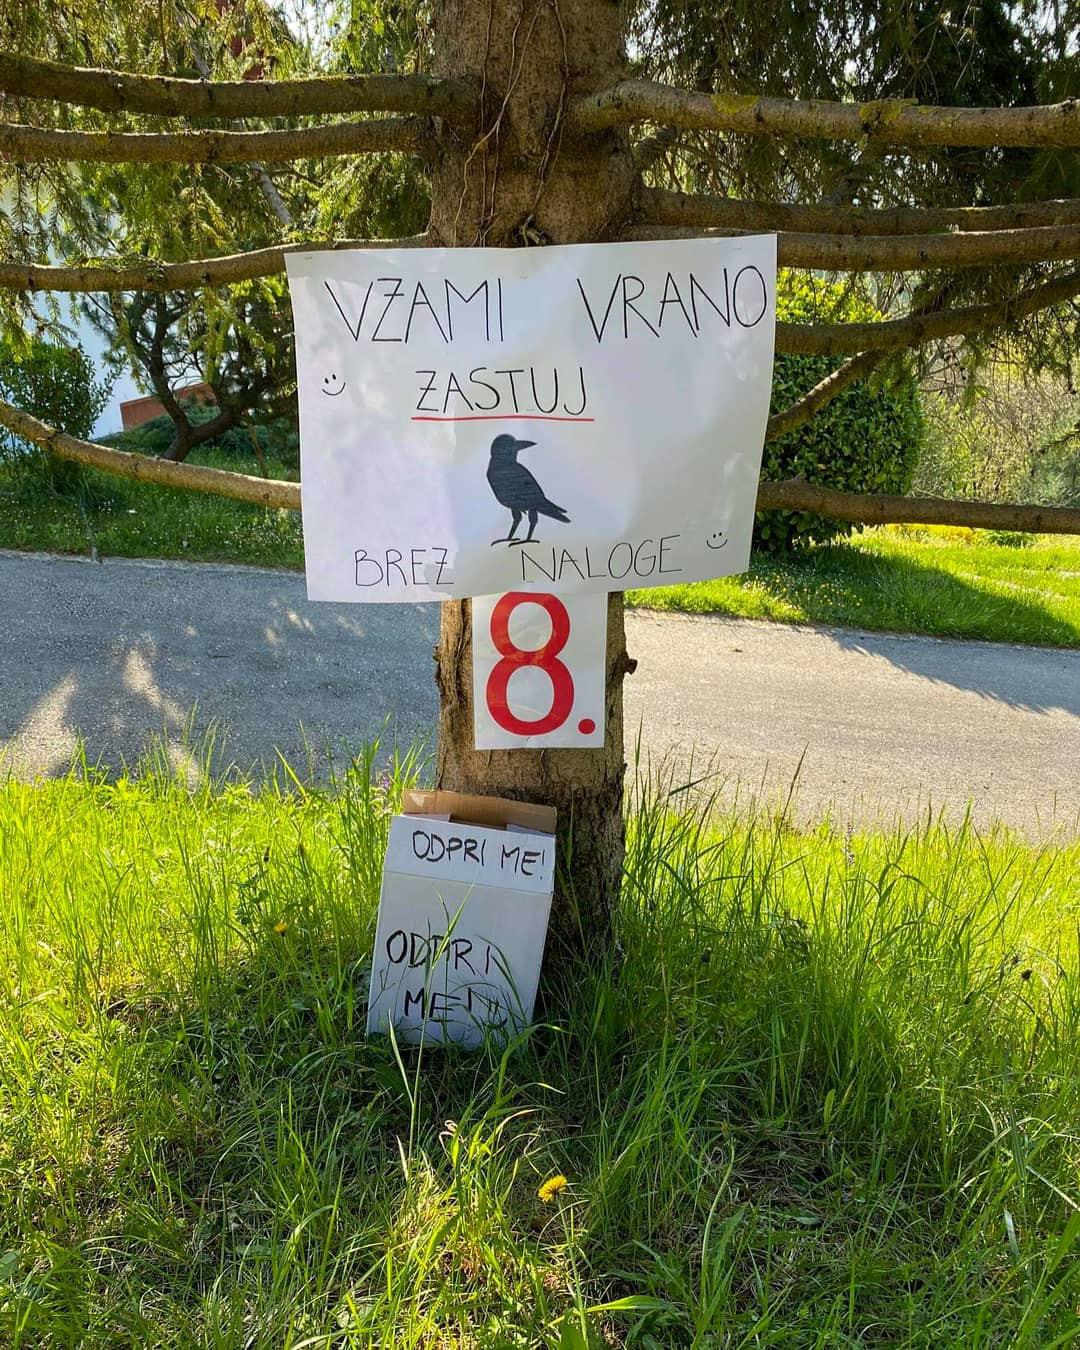 VZAMI VRANO
ZASTUJ
BREZ NALOGE
8.
ODPRI ME!
ODPRI
ME!